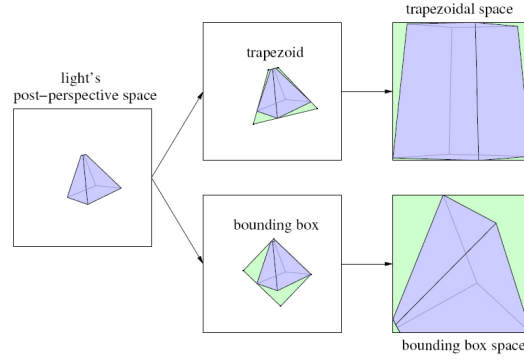 trapezoidal space
trapezoid
light's
post-perspective space
bounding box
bounding box space